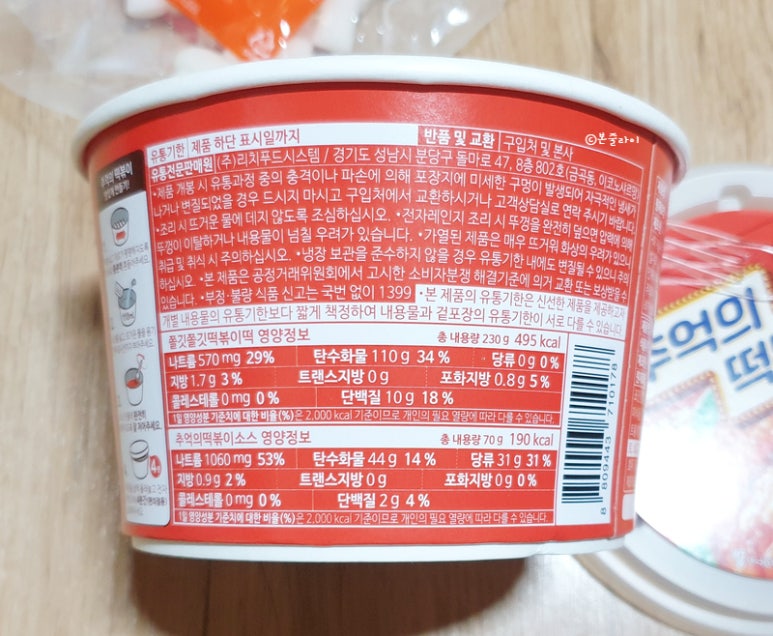 ©본즐라이
유통기한 제품 하단 표시일까지 반품 및 교환 구입처 및 본사
유통전문판매원 (주)리치푸드시스템 / 경기도 성남시 분당구 돌마로 47, 8층 802호(금곡동, 이코노샤르망)
•제품 개봉 시 유통과정 중의 충격이나 파손에 의해 포장지에 미세한 구멍이 발생되어 자극적인 냄새가
나거나 변질되었을 경우 드시지 마시고 구입처에서 교환하시거나 고객상담실로 연락 주시기 바랍니다.
•조리 시 뜨거운 물에 데지 않도록 조심하십시오. •전자레인지 조리 시 뚜껑을 완전히 덮으면 압력에 의해
뚜껑이 이탈하거나 내용물이 넘칠 우려가 있습니다. •가열된 제품은 매우 뜨거워 화상의 우려가 있으니
취급 및 취식 시 주의하십시오. •냉장 보관을 준수하지 않을 경우 유통기한 내에도 변질될 수 있으니 주의
하십시오. •본 제품은 공정거래위원회에서 고시한 소비자분쟁 해결기준에 의거 교환 또는 보상받을 수
있습니다. •부정·불량 식품 신고는 국번 없이 1399 •본 제품의 유통기한은 신선한 제품을 제공하고자
개별 내용물의 유통기한보다 짧게 책정하여 내용물과 겉포장의 유통기한이 서로 다를 수 있습니다.
쫄깃쫄깃떡볶이떡 영양정보 총 내용량 230 g 495 kcal
나트륨 570 mg 29% 탄수화물 110 g 34 % 당류 0 g 0%
지방 1.7 g 3 % 트랜스지방 0 g 포화지방 0.8 g 5 %
콜레스테롤 0 mg 0 % 단백질 10 g 18 %
1일 영양성분 기준치에 대한 비율(%)은 2,000 kcal 기준이므로 개인의 필요 열량에 따라 다를 수 있습니다.
추억의떡볶이소스 영양정보 총 내용량 70 g 190 kcal
나트륨 1060 mg 53% 탄수화물 44 g 14 % 당류 31 g 31 %
지방 0.9 g 2 % 트랜스지방 0 g 포화지방 0 g 0 %
콜레스테롤 0 mg 0 % 단백질 2 g 4 %
1일 영양성분 기준치에 대한 비율(%)은 2,000 kcal 기준이므로 개인의 필요 열량에 따라 다를 수 있습니다.
8 809443 710178
추억의
떡